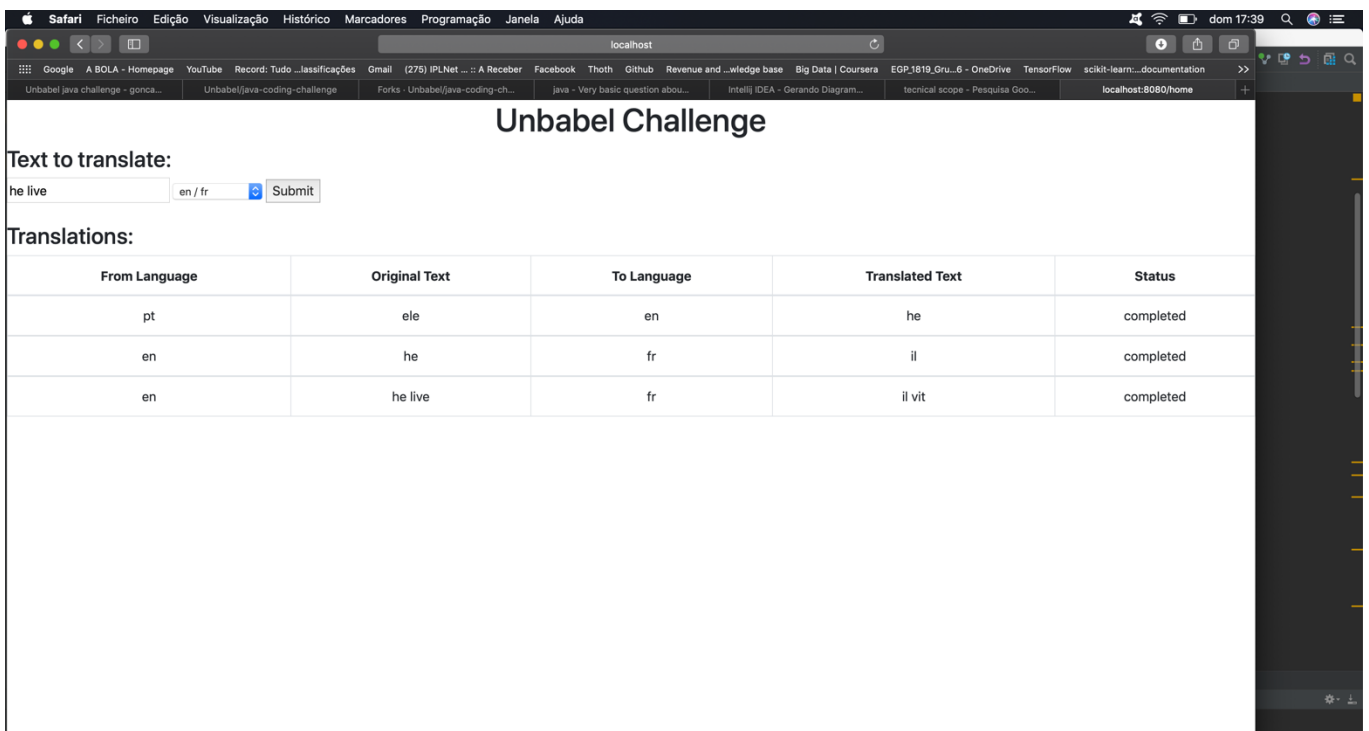 Safari Ficheiro Edição Visualização Histórico Marcadores Programação Janela Ajuda dom 17:39
localhost
Google A BOLA - Homepage YouTube Record: Tudo ...lassificações Gmail (275) IPLNet ... :: A Receber Facebook Thoth Github Revenue and ...wledge base Big Data | Coursera EGP_1819_Gru...6 - OneDrive TensorFlow scikit-learn:...documentation >>
Unbabel java challenge - gonca... Unbabel/java-coding-challenge Forks · Unbabel/java-coding-ch... java - Very basic question abou... Intellij IDEA - Gerando Diagram... tecnical scope - Pesquisa Goo... localhost:8080/home +
Unbabel Challenge
Text to translate:
he live en / fr Submit
Translations:
From Language Original Text To Language Translated Text Status
pt ele en he completed
en he fr il completed
en he live fr il vit completed